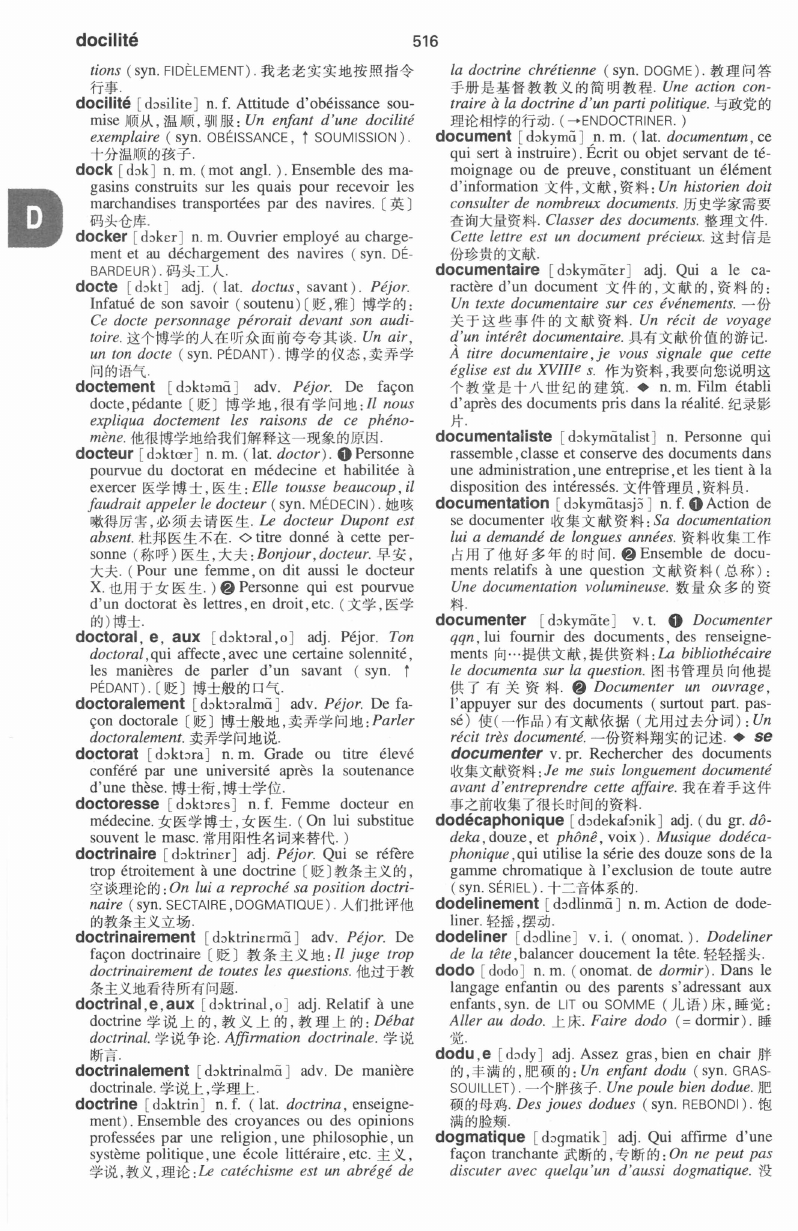 docilité
516
tions (syn. FIDÈLEMENT). 我老老实实地按照指令
行事.
docilité [dɔsilite] n. f. Attitude d'obéissance sou-
mise 顺从,温顺,驯服:Un enfant d'une docilité
exemplaire (syn. OBÉISSANCE, ↑ SOUMISSION).
十分温顺的孩子.
dock [dɔk] n. m. (mot angl.). Ensemble des ma-
gasins construits sur les quais pour recevoir les
marchandises transportées par des navires. [英]
码头仓库.
docker [dɔkɛr] n. m. Ouvrier employé au charge-
ment et au déchargement des navires (syn. DÉ-
BARDEUR). 码头工人.
docte [dɔkt] adj. (lat. doctus, savant). Péjor.
Infatué de son savoir (soutenu)[贬,雅] 博学的:
Ce docte personnage pérorait devant son audi-
toire. 这个博学的人在听众面前夸夸其谈. Un air,
un ton docte (syn. PÉDANT). 博学的仪态,卖弄学
问的语气.
doctement [dɔktəmɑ̃] adv. Péjor. De façon
docte,pédante [贬] 博学地,很有学问地:Il nous
expliqua doctement les raisons de ce phéno-
mène. 他很博学地给我们解释这一现象的原因.
docteur [dɔktœr] n. m. (lat. doctor). ❶ Personne
pourvue du doctorat en médecine et habilitée à
exercer 医学博士,医生:Elle tousse beaucoup,il
faudrait appeler le docteur (syn. MÉDECIN). 她咳
嗽得厉害,必须去请医生. Le docteur Dupont est
absent. 杜邦医生不在. ◇ titre donné à cette per-
sonne (称呼) 医生,大夫:Bonjour,docteur. 早安,
大夫. (Pour une femme,on dit aussi le docteur
X. 也用于女医生.) ❷ Personne qui est pourvue
d'un doctorat ès lettres,en droit,etc. (文学,医学
的)博士.
doctoral, e, aux [dɔktɔral,o] adj. Péjor. Ton
doctoral,qui affecte,avec une certaine solennité,
les manières de parler d'un savant (syn. ↑
PÉDANT). [贬] 博士般的口气.
doctoralement [dɔktɔralmɑ̃] adv. Péjor. De fa-
çon doctorale [贬] 博士般地,卖弄学问地:Parler
doctoralement. 卖弄学问地说.
doctorat [dɔktɔra] n. m. Grade ou titre élevé
conféré par une université après la soutenance
d'une thèse. 博士衔,博士学位.
doctoresse [dɔktɔrɛs] n. f. Femme docteur en
médecine. 女医学博士,女医生. (On lui substitue
souvent le masc. 常用阳性名词来替代.)
doctrinaire [dɔktrinɛr] adj. Péjor. Qui se réfère
trop étroitement à une doctrine [贬]教条主义的,
空谈理论的:On lui a reproché sa position doctri-
naire (syn. SECTAIRE,DOGMATIQUE). 人们批评他
的教条主义立场.
doctrinairement [dɔktrinɛrmɑ̃] adv. Péjor. De
façon doctrinaire [贬] 教条主义地:Il juge trop
doctrinairement de toutes les questions. 他过于教
条主义地看待所有问题.
doctrinal,e,aux [dɔktrinal,o] adj. Relatif à une
doctrine 学说上的,教义上的,教理上的:Débat
doctrinal. 学说争论. Affirmation doctrinale. 学说
断言.
doctrinalement [dɔktrinalmɑ̃] adv. De manière
doctrinale. 学说上,学理上.
doctrine [dɔktrin] n. f. (lat. doctrina, enseigne-
ment). Ensemble des croyances ou des opinions
professées par une religion,une philosophie,un
système politique,une école littéraire,etc. 主义,
学说,教义,理论:Le catéchisme est un abrégé de
D
la doctrine chrétienne (syn. DOGME). 教理问答
手册是基督教教义的简明教程. Une action con-
traire à la doctrine d'un parti politique. 与政党的
理论相悖的行动. (→ENDOCTRINER.)
document [dɔkymɑ̃] n. m. (lat. documentum, ce
qui sert à instruire). Écrit ou objet servant de té-
moignage ou de preuve, constituant un élément
d'information 文件,文献,资料:Un historien doit
consulter de nombreux documents. 历史学家需要
查询大量资料. Classer des documents. 整理文件.
Cette lettre est un document précieux. 这封信是
份珍贵的文献.
documentaire [dɔkymɑ̃tɛr] adj. Qui a le ca-
ractère d'un document 文件的,文献的,资料的:
Un texte documentaire sur ces événements. 一份
关于这些事件的文献资料. Un récit de voyage
d'un intérêt documentaire. 具有文献价值的游记.
À titre documentaire,je vous signale que cette
église est du XVIIIe s. 作为资料,我要向您说明这
个教堂是十八世纪的建筑. ◆ n. m. Film établi
d'après des documents pris dans la réalité. 纪录影
片.
documentaliste [dɔkymɑ̃talist] n. Personne qui
rassemble,classe et conserve des documents dans
une administration,une entreprise,et les tient à la
disposition des intéressés. 文件管理员,资料员.
documentation [dɔkymɑ̃tasjɔ̃] n. f. ❶ Action de
se documenter 收集文献资料:Sa documentation
lui a demandé de longues années. 资料收集工作
占用了他好多年的时间. ❷ Ensemble de docu-
ments relatifs à une question 文献资料(总称):
Une documentation volumineuse. 数量众多的资
料.
documenter [dɔkymɑ̃te] v. t. ❶ Documenter
qqn, lui fournir des documents, des renseigne-
ments 向…提供文献,提供资料:La bibliothécaire
le documenta sur la question. 图书管理员向他提
供了有关资料. ❷ Documenter un ouvrage,
l'appuyer sur des documents (surtout part. pas-
sé) 使(一作品)有文献依据 (尤用过去分词):Un
récit très documenté. 一份资料翔实的记述. ◆ se
documenter v. pr. Rechercher des documents
收集文献资料:Je me suis longuement documenté
avant d'entreprendre cette affaire. 我在着手这件
事之前收集了很长时间的资料.
dodécaphonique [dɔdekafɔnik] adj. (du gr. dô-
deka,douze, et phônê, voix). Musique dodéca-
phonique,qui utilise la série des douze sons de la
gamme chromatique à l'exclusion de toute autre
(syn. SÉRIEL). 十二音体系的.
dodelinement [dɔdlinmɑ̃] n. m. Action de dode-
liner. 轻摇,摆动.
dodeliner [dɔdline] v. i. (onomat.). Dodeliner
de la tête,balancer doucement la tête. 轻轻摇头.
dodo [dodo] n. m. (onomat. de dormir). Dans le
langage enfantin ou des parents s'adressant aux
enfants,syn. de LIT ou SOMME (儿语)床,睡觉:
Aller au dodo. 上床. Faire dodo (= dormir). 睡
觉.
dodu,e [dɔdy] adj. Assez gras,bien en chair 胖
的,丰满的,肥硕的:Un enfant dodu (syn. GRAS-
SOUILLET). 一个胖孩子. Une poule bien dodue. 肥
硕的母鸡. Des joues dodues (syn. REBONDI). 饱
满的脸颊.
dogmatique [dɔgmatik] adj. Qui affirme d'une
façon tranchante 武断的,专断的:On ne peut pas
discuter avec quelqu'un d'aussi dogmatique. 没